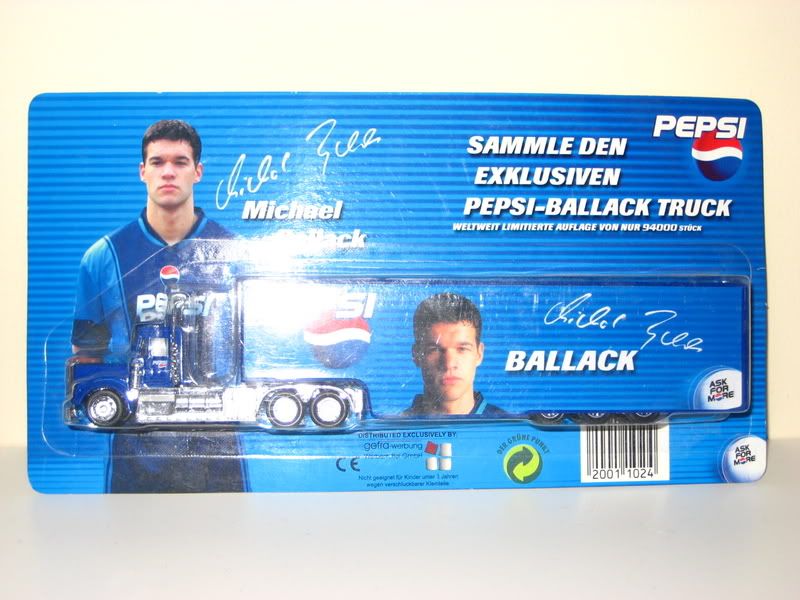 PEPSI
SAMMLE DEN
EXKLUSIVEN
PEPSI-BALLACK TRUCK
WELTWEIT LIMITIERTE AUFLAGE VON NUR 94000 STÜCK
Michael
PEPSI
BALLACK
ASK
FOR
MORE
DISTRIBUTED EXCLUSIVELY BY:
gefra-werbung
CE
Nicht geeignet für Kinder unter 3 Jahren
wegen verschluckbarer Kleinteile
DER GRÜNE PUNKT
2001 1024
ASK
FOR
MORE